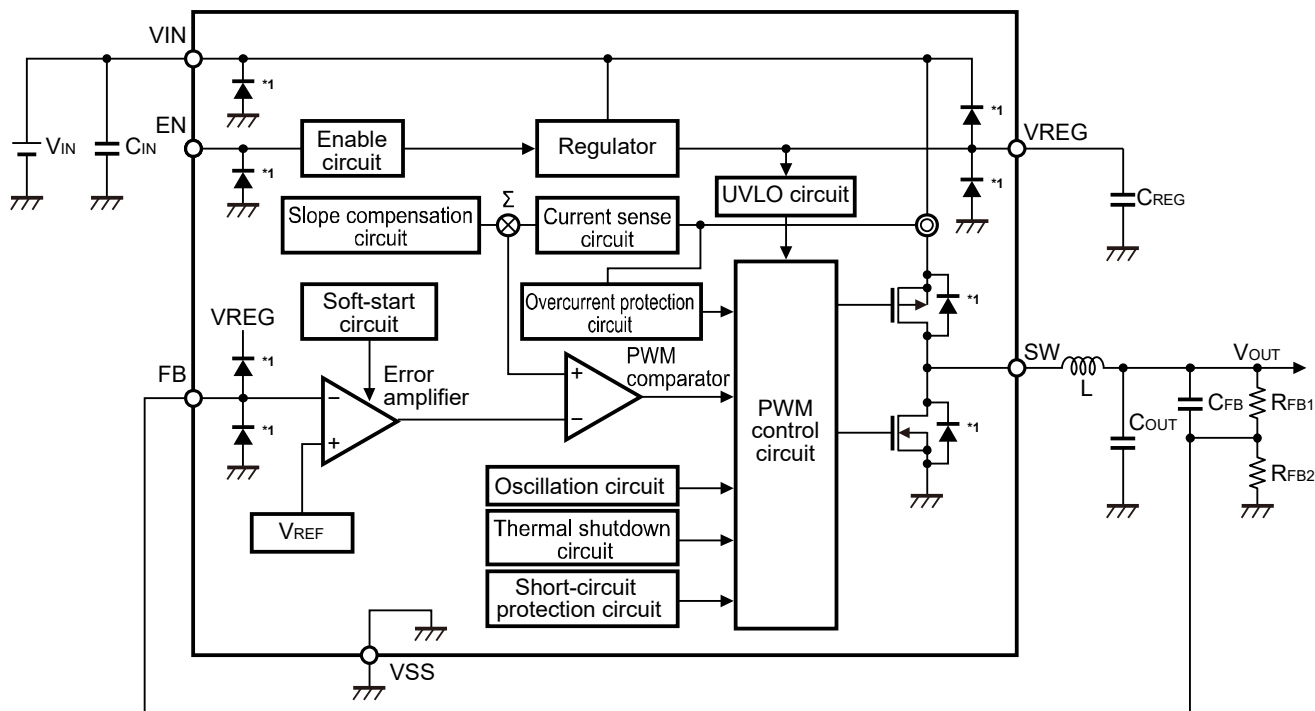 VIN
*1
*1
EN
Enable
circuit
Regulator
VREG
VIN
CIN
*1
UVLO circuit
*1
CREG
Σ
Slope compensation
circuit
Current sense
circuit
Soft-start
circuit
Overcurrent protection
circuit
*1
VREG
*1
FB
Error
amplifier
PWM
comparator
SW
VOUT
L
−
+
+
−
*1
PWM
control
circuit
*1
COUT
CFB
RFB1
RFB2
Oscillation circuit
VREF
Thermal shutdown
circuit
Short-circuit
protection circuit
VSS